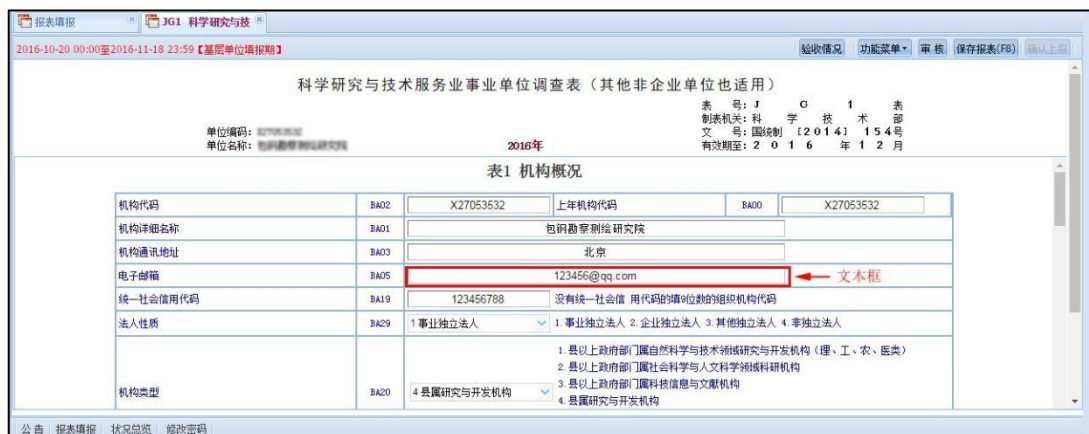 报表填报 × JG1 科学研究与技 ×
2016-10-20 00:00至2016-11-18 23:59【基层单位填报期】 验收情况 功能菜单 审 核 保存报表(F8) 确认上报
科学研究与技术服务业事业单位调查表（其他非企业单位也适用）
表 号: J G 1 表
制表机关: 科 学 技 术 部
单位编码: 文 号: 国统制 [2014] 154号
单位名称: 2016年 有效期至: 2 0 1 6 年 1 2 月
表1 机构概况
机构代码 BA02 X27053532 上年机构代码 BA00 X27053532
机构详细名称 BA01 包钢勘察测绘研究院
机构通讯地址 BA03 北京
电子邮箱 BA05 123456@qq.com 文本框
统一社会信用代码 BA19 123456788 没有统一社会信 用代码的填9位数的组织机构代码
法人性质 BA29 1 事业独立法人 1. 事业独立法人 2. 企业独立法人 3. 其他独立法人 4. 非独立法人
1. 县以上政府部门属自然科学与技术领域研究与开发机构（理、工、农、医类）
2. 县以上政府部门属社会科学与人文科学领域科研机构
机构类型 BA20 4 县属研究与开发机构 3. 县以上政府部门属科技信息与文献机构
4. 县属研究与开发机构
公 告 报表填报 状况总览 修改密码